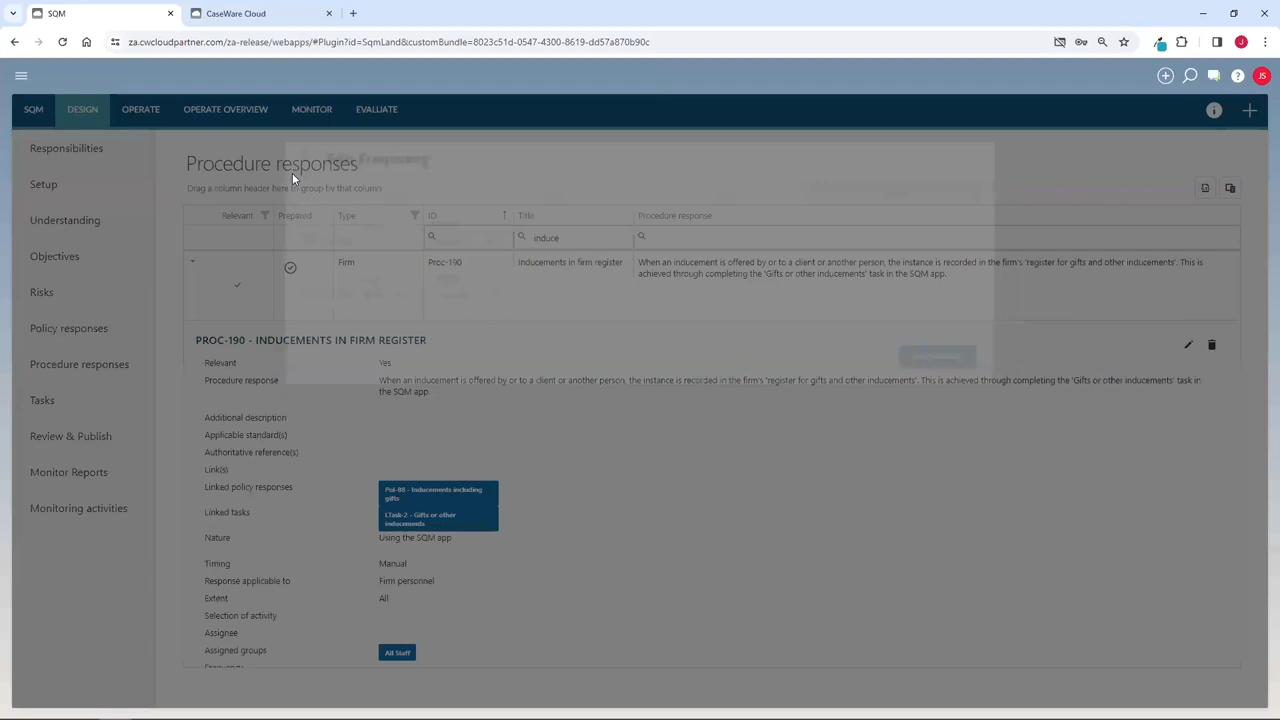 SQM
CaseWare Cloud
za.cwcloudpartner.com/za-release/webapps/#Plugin?id=SqmLand&customBundle=8023c51d-0547-4300-8619-dd57a870b90c
J
JS
SQM DESIGN OPERATE OPERATE OVERVIEW MONITOR EVALUATE
Responsibilities
Setup
Understanding
Objectives
Risks
Policy responses
Procedure responses
Tasks
Review & Publish
Monitor Reports
Monitoring activities
Procedure responses
Drag a column header here to group by that column
Relevant Prepared Type ID Title Procedure response
induce
Firm Proc-190 Inducements in firm register When an inducement is offered by or to a client or another person, the instance is recorded in the firm's 'register for gifts and other inducements'. This is
achieved through completing the 'Gifts or other inducements' task in the SQM app.
PROC-190 - INDUCEMENTS IN FIRM REGISTER
Relevant Yes
Procedure response When an inducement is offered by or to a client or another person, the instance is recorded in the firm's 'register for gifts and other inducements'. This is achieved through completing the 'Gifts or other inducements' task in
the SQM app.
Additional description
Applicable standard(s)
Authoritative reference(s)
Link(s)
Linked policy responses Pol-88 - Inducements including
gifts
Linked tasks LTask-2 - Gifts or other
inducements
Nature Using the SQM app
Timing Manual
Response applicable to Firm personnel
Extent All
Selection of activity
Assignee
Assigned groups All Staff
Frequency